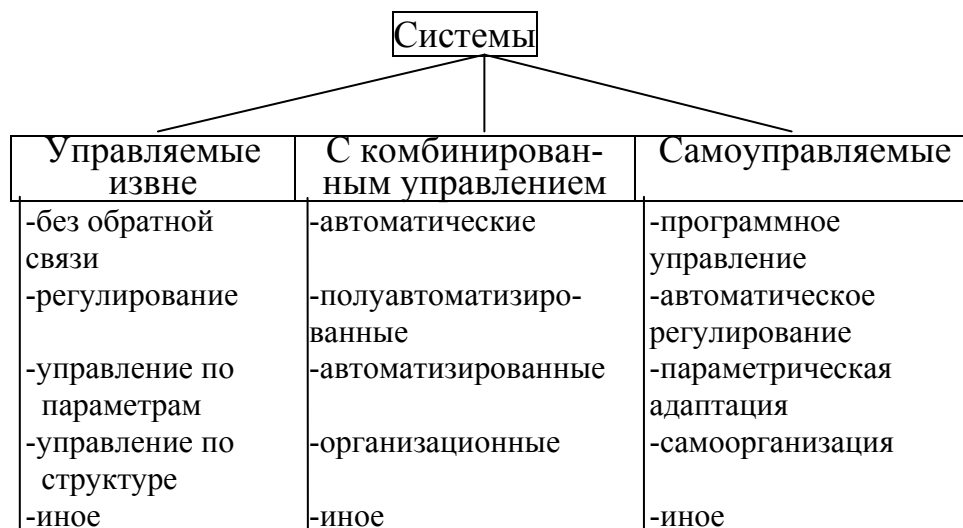 Системы
Управляемые
извне
-без обратной
связи
-регулирование
-управление по
параметрам
-управление по
структуре
-иное
С комбинирован-
ным управлением
-автоматические
-полуавтоматизиро-
ванные
-автоматизированные
-организационные
-иное
Самоуправляемые
-программное
управление
-автоматическое
регулирование
-параметрическая
адаптация
-самоорганизация
-иное